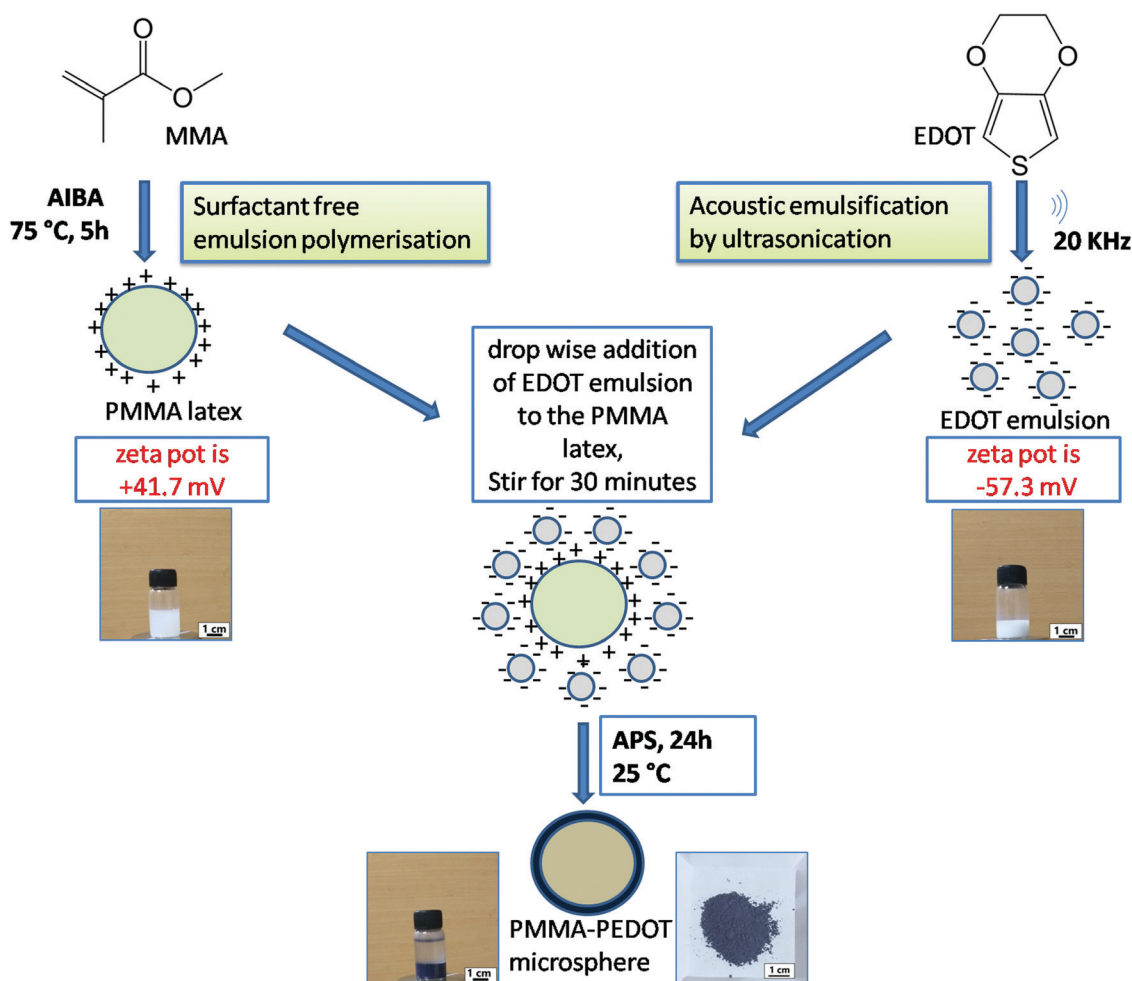 O
O
MMA
O
O
EDOT
S
AIBA
75 °C, 5h
Surfactant free
emulsion polymerisation
Acoustic emulsification
by ultrasonication
20 KHz
PMMA latex
zeta pot is
+41.7 mV
drop wise addition
of EDOT emulsion
to the PMMA
latex,
Stir for 30 minutes
EDOT emulsion
zeta pot is
-57.3 mV
1 cm
1 cm
APS, 24h
25 °C
PMMA-PEDOT
microsphere
1 cm
1 cm